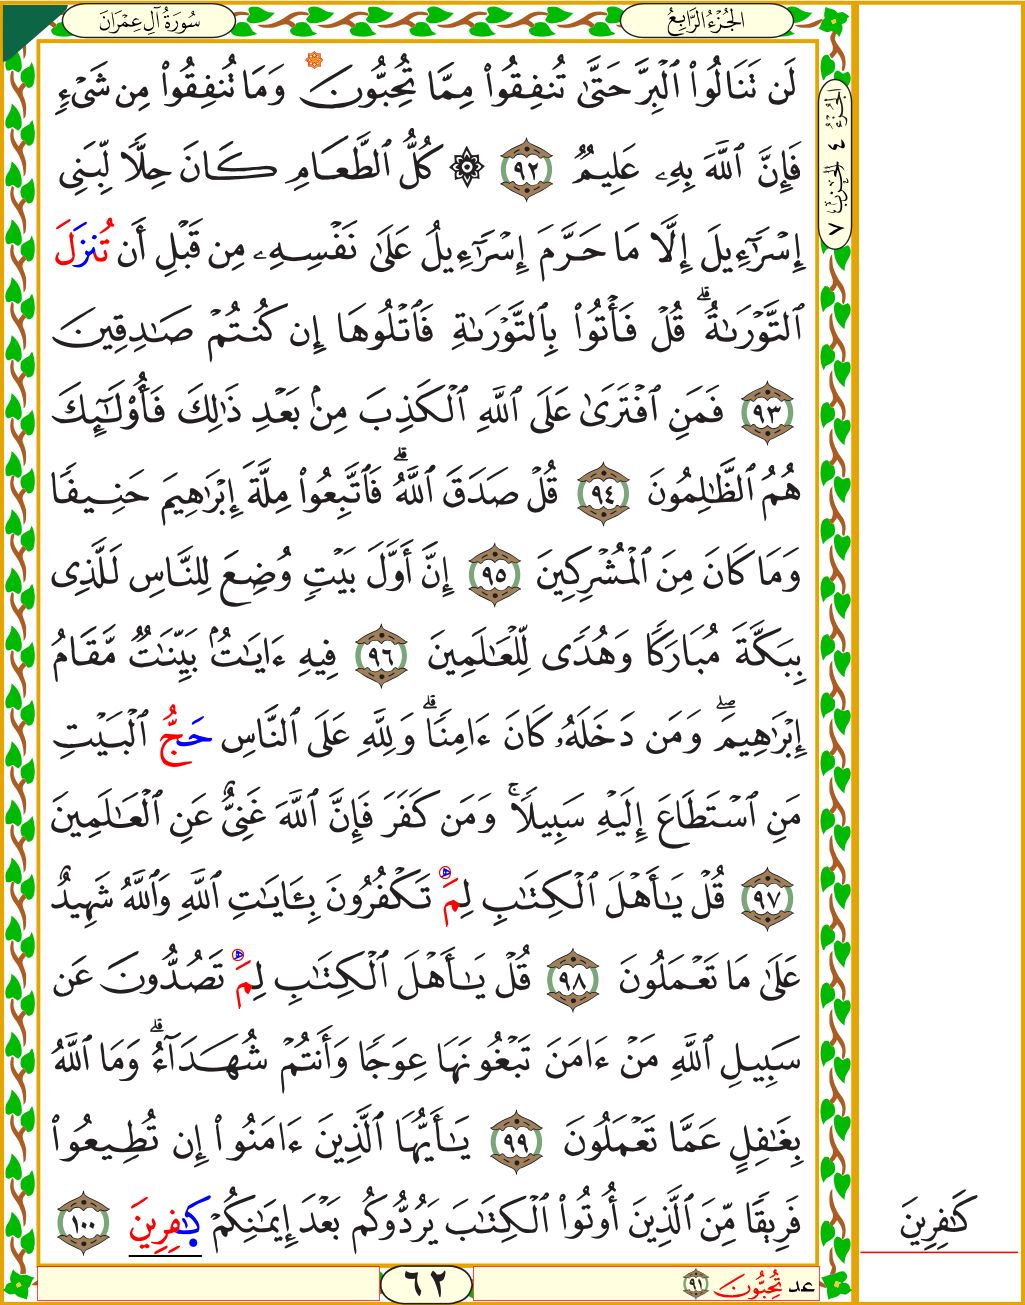 الجُزْءُ الرَّابِعُ
سُورَةُ آلِ عِمْرَانَ
لَن تَنَالُوا۟ ٱلْبِرَّ حَتَّىٰ تُنفِقُوا۟ مِمَّا تُحِبُّونَ ۞ وَمَا تُنفِقُوا۟ مِن شَىْءٍ
فَإِنَّ ٱللَّهَ بِهِۦ عَلِيمٌ ٩٢ ۞ كُلُّ ٱلطَّعَامِ كَانَ حِلًّا لِّبَنِى
إِسْرَٰٓءِيلَ إِلَّا مَا حَرَّمَ إِسْرَٰٓءِيلُ عَلَىٰ نَفْسِهِۦ مِن قَبْلِ أَن تُنزَلَ
ٱلتَّوْرَىٰةُ ۗ قُلْ فَأْتُوا۟ بِٱلتَّوْرَىٰةِ فَٱتْلُوهَا إِن كُنتُمْ صَـٰدِقِينَ
٩٣ فَمَنِ ٱفْتَرَىٰ عَلَى ٱللَّهِ ٱلْكَذِبَ مِنۢ بَعْدِ ذَٰلِكَ فَأُو۟لَـٰٓئِكَ
هُمُ ٱلظَّـٰلِمُونَ ٩٤ قُلْ صَدَقَ ٱللَّهُ ۗ فَٱتَّبِعُوا۟ مِلَّةَ إِبْرَٰهِيمَ حَنِيفًا
وَمَا كَانَ مِنَ ٱلْمُشْرِكِينَ ٩٥ إِنَّ أَوَّلَ بَيْتٍ وُضِعَ لِلنَّاسِ لَلَّذِى
بِبَكَّةَ مُبَارَكًا وَهُدًى لِّلْعَـٰلَمِينَ ٩٦ فِيهِ ءَايَـٰتٌۢ بَيِّنَـٰتٌ مَّقَامُ
إِبْرَٰهِيمَ ۖ وَمَن دَخَلَهُۥ كَانَ ءَامِنًا ۗ وَلِلَّهِ عَلَى ٱلنَّاسِ حَجُّ ٱلْبَيْتِ
مَنِ ٱسْتَطَاعَ إِلَيْهِ سَبِيلًا ۚ وَمَن كَفَرَ فَإِنَّ ٱللَّهَ غَنِىٌّ عَنِ ٱلْعَـٰلَمِينَ
٩٧ قُلْ يَـٰأَهْلَ ٱلْكِتَـٰبِ لِمَ تَكْفُرُونَ بِـَٔايَـٰتِ ٱللَّهِ وَٱللَّهُ شَهِيدٌ
عَلَىٰ مَا تَعْمَلُونَ ٩٨ قُلْ يَـٰأَهْلَ ٱلْكِتَـٰبِ لِمَ تَصُدُّونَ عَن
سَبِيلِ ٱللَّهِ مَنْ ءَامَنَ تَبْغُونَهَا عِوَجًا وَأَنتُمْ شُهَدَآءُ ۗ وَمَا ٱللَّهُ
بِغَـٰفِلٍ عَمَّا تَعْمَلُونَ ٩٩ يَـٰأَيُّهَا ٱلَّذِينَ ءَامَنُوا۟ إِن تُطِيعُوا۟
فَرِيقًا مِّنَ ٱلَّذِينَ أُوتُوا۟ ٱلْكِتَـٰبَ يَرُدُّوكُم بَعْدَ إِيمَـٰنِكُمْ كَـٰفِرِينَ ١٠٠
كَـٰفِرِينَ
الجُزْءُ ٤ الحِزْبُ ٧
عد تُحِبُّونَ ٩١
٦٢